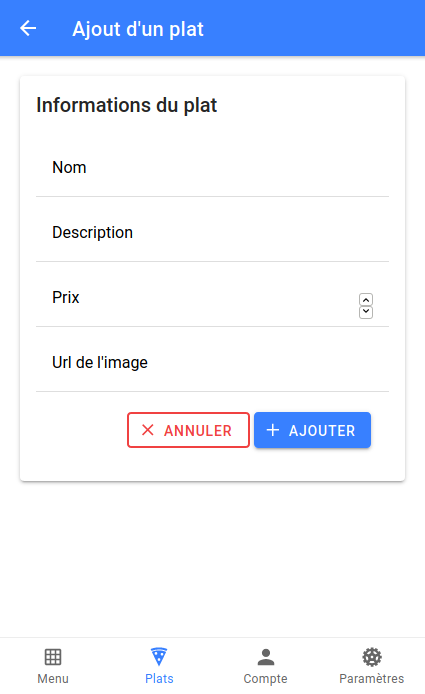 Ajout d'un plat
Informations du plat
Nom
Description
Prix
Url de l'image
ANNULER AJOUTER
Menu Plats Compte Paramètres